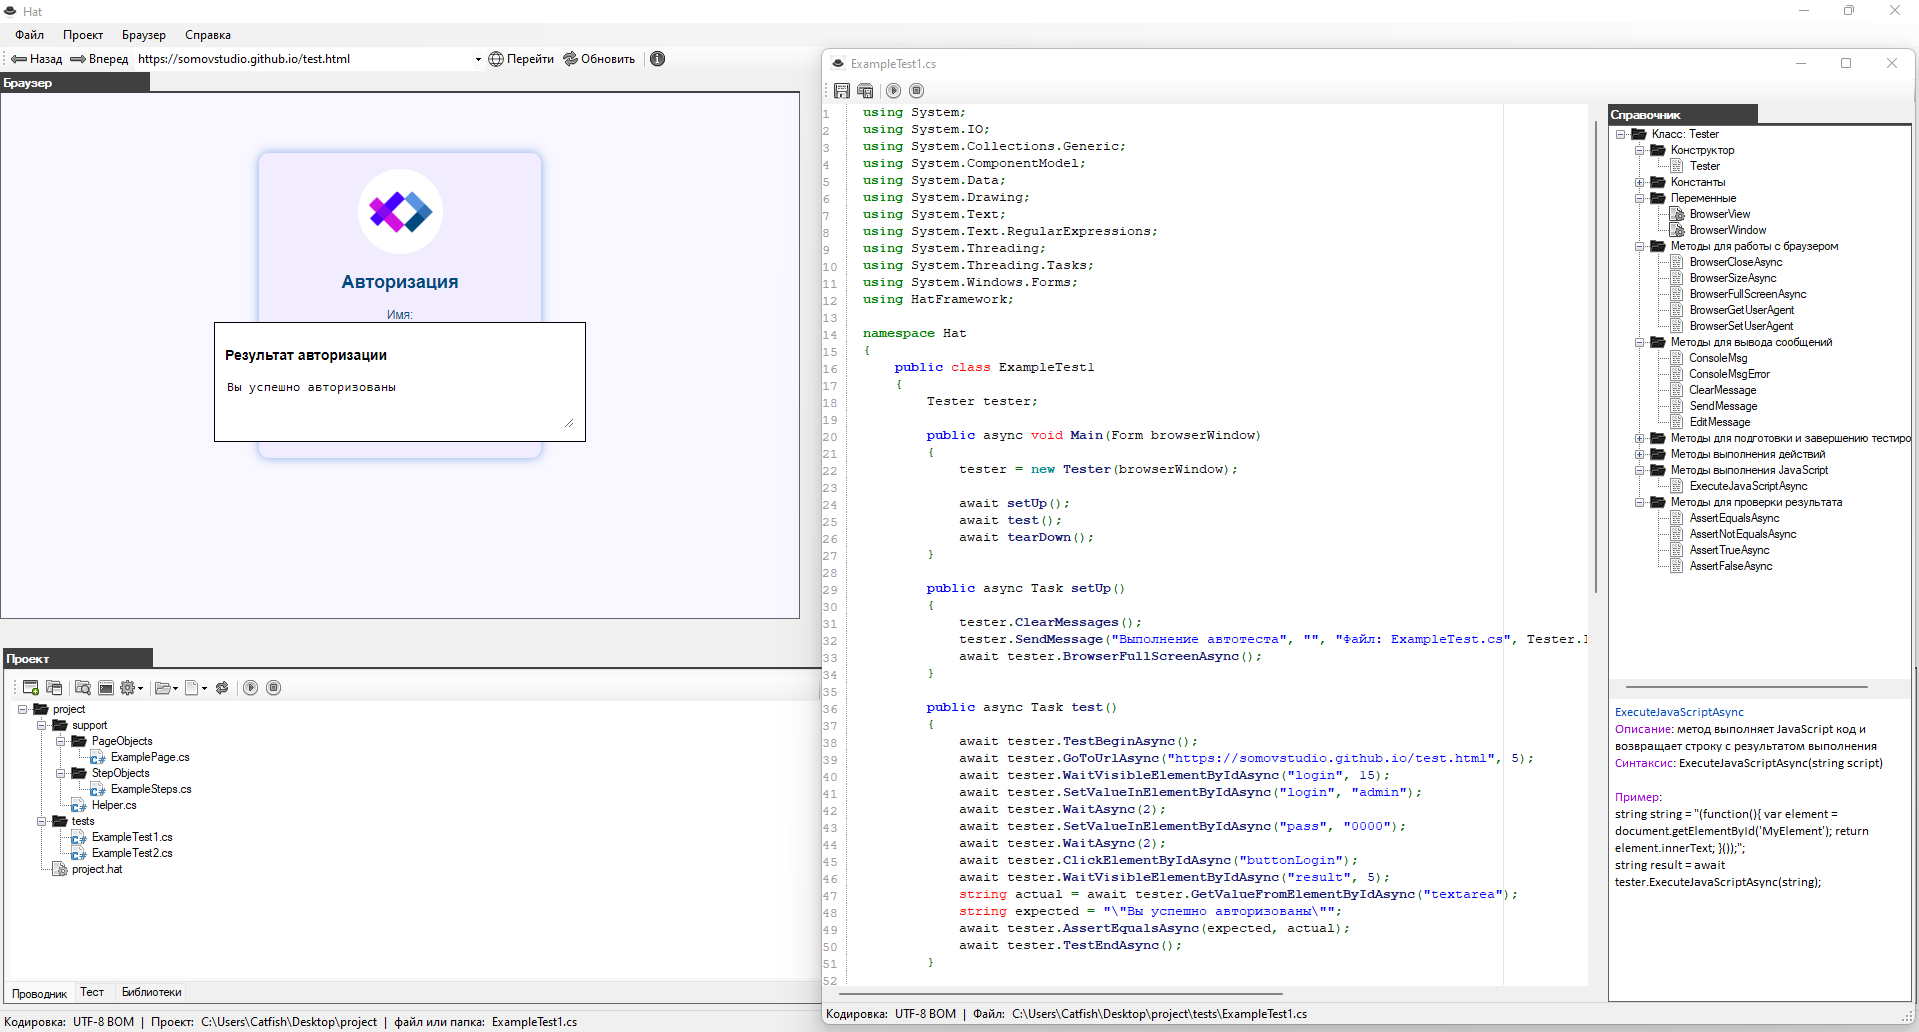 Hat
Файл Проект Браузер Справка
Назад Вперед https://somovstudio.github.io/test.html Перейти Обновить
Браузер
Авторизация
Имя:
Результат авторизации
Вы успешно авторизованы
Проект
project
support
PageObjects
ExamplePage.cs
StepObjects
ExampleSteps.cs
Helper.cs
tests
ExampleTest1.cs
ExampleTest2.cs
project.hat
Проводник Тест Библиотеки
Кодировка: UTF-8 BOM | Проект: C:\Users\Catfish\Desktop\project | файл или папка: ExampleTest1.cs
ExampleTest1.cs
1 using System;
2 using System.IO;
3 using System.Collections.Generic;
4 using System.ComponentModel;
5 using System.Data;
6 using System.Drawing;
7 using System.Text;
8 using System.Text.RegularExpressions;
9 using System.Threading;
10 using System.Threading.Tasks;
11 using System.Windows.Forms;
12 using HatFramework;
13
14 namespace Hat
15 {
16 public class ExampleTest1
17 {
18 Tester tester;
19
20 public async void Main(Form browserWindow)
21 {
22 tester = new Tester(browserWindow);
23
24 await setUp();
25 await test();
26 await tearDown();
27 }
28
29 public async Task setUp()
30 {
31 tester.ClearMessages();
32 tester.SendMessage("Выполнение автотеста", "", "Файл: ExampleTest.cs", Tester.I
33 await tester.BrowserFullScreenAsync();
34 }
35
36 public async Task test()
37 {
38 await tester.TestBeginAsync();
39 await tester.GoToUrlAsync("https://somovstudio.github.io/test.html", 5);
40 await tester.WaitVisibleElementByIdAsync("login", 15);
41 await tester.SetValueInElementByIdAsync("login", "admin");
42 await tester.WaitAsync(2);
43 await tester.SetValueInElementByIdAsync("pass", "0000");
44 await tester.WaitAsync(2);
45 await tester.ClickElementByIdAsync("buttonLogin");
46 await tester.WaitVisibleElementByIdAsync("result", 5);
47 string actual = await tester.GetValueFromElementByIdAsync("textarea");
48 string expected = "\"Вы успешно авторизованы\"";
49 await tester.AssertEqualsAsync(expected, actual);
50 await tester.TestEndAsync();
51 }
52
Кодировка: UTF-8 BOM | Файл: C:\Users\Catfish\Desktop\project\tests\ExampleTest1.cs
Справочник
Класс: Tester
Конструктор
Tester
Константы
Переменные
BrowserView
BrowserWindow
Методы для работы с браузером
BrowserCloseAsync
BrowserSizeAsync
BrowserFullScreenAsync
BrowserGetUserAgent
BrowserSetUserAgent
Методы для вывода сообщений
ConsoleMsg
ConsoleMsgError
ClearMessage
SendMessage
EditMessage
Методы для подготовки и завершению тестиро
Методы выполнения действий
Методы выполнения JavaScript
ExecuteJavaScriptAsync
Методы для проверки результата
AssertEqualsAsync
AssertNotEqualsAsync
AssertTrueAsync
AssertFalseAsync
ExecuteJavaScriptAsync
Описание: метод выполняет JavaScript код и
возвращает строку с результатом выполнения
Синтаксис: ExecuteJavaScriptAsync(string script)
Пример:
string string = "(function(){ var element =
document.getElementById('MyElement'); return
element.innerText; }());";
string result = await
tester.ExecuteJavaScriptAsync(string);